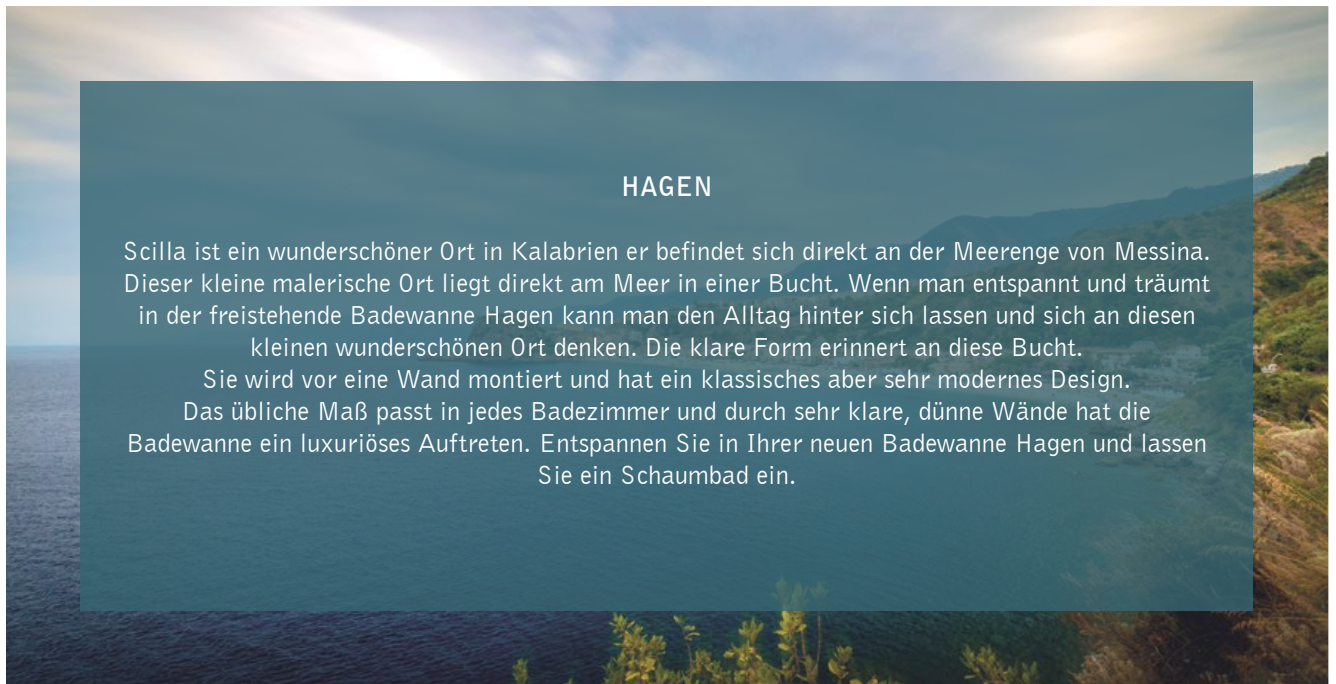 HAGEN
Scilla ist ein wunderschöner Ort in Kalabrien er befindet sich direkt an der Meerenge von Messina.
Dieser kleine malerische Ort liegt direkt am Meer in einer Bucht. Wenn man entspannt und träumt
in der freistehende Badewanne Hagen kann man den Alltag hinter sich lassen und sich an diesen
kleinen wunderschönen Ort denken. Die klare Form erinnert an diese Bucht.
Sie wird vor eine Wand montiert und hat ein klassisches aber sehr modernes Design.
Das übliche Maß passt in jedes Badezimmer und durch sehr klare, dünne Wände hat die
Badewanne ein luxuriöses Auftreten. Entspannen Sie in Ihrer neuen Badewanne Hagen und lassen
Sie ein Schaumbad ein.